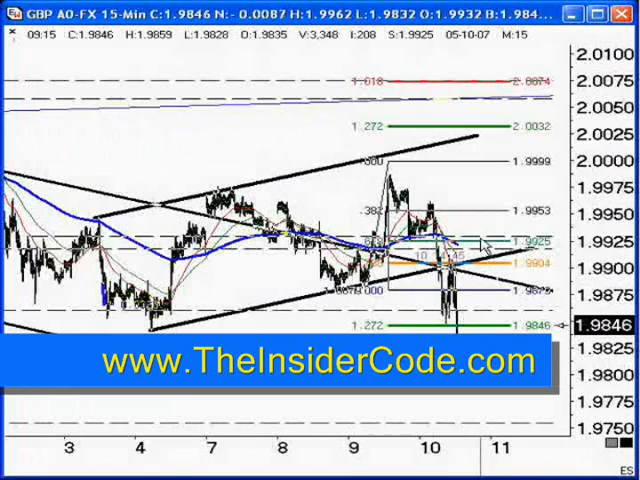 GBP A0-FX 15-Min C:1.9846 N:- 0.0087 H:1.9962 L:1.9832 O:1.9932 B:1.984...
09:15 C:1.9846 H:1.9859 L:1.9828 O:1.9835 V:3,348 I:208 S:1.9925 05-10-07 M:15
2.0100
1.618 2.0074 2.0075
2.0050
1.272 2.0032
2.0025
.000 1.9999 2.0000
1.9975
.382 1.9953 1.9950
1.9925 1.9925
10 45
1.9904 1.9900
1.9875
1.272 1.9846 1.9846
1.9825
www.TheInsiderCode.com
1.9800
1.9775
1.9750
3 4 7 8 9 10 11
ES